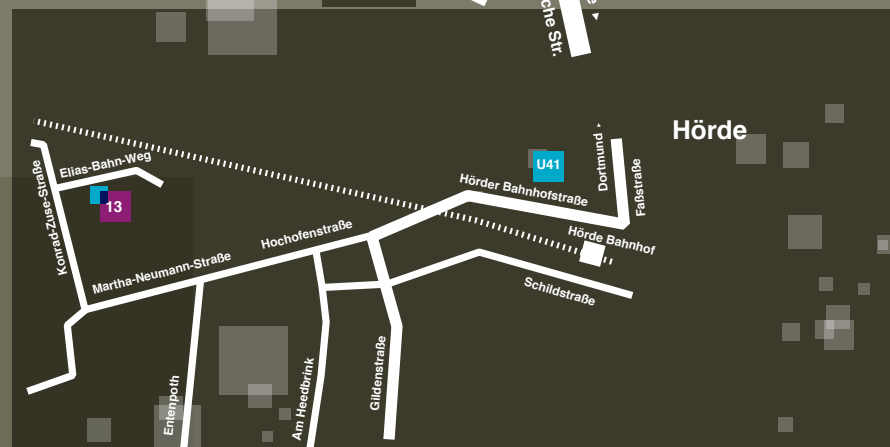 che Str.
Hörde
U41
Dortmund
Faßstraße
Elias-Bahn-Weg
Konrad-Zuse-Straße
13
Hörder Bahnhofstraße
Hochofenstraße
Hörde Bahnhof
Martha-Neumann-Straße
Schildstraße
Entenpoth
Am Heedbrink
Gildenstraße